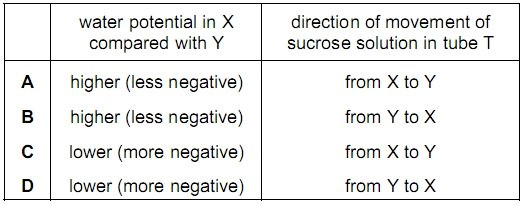 water potential in X compared with Y
direction of movement of sucrose solution in tube T
A higher (less negative) from X to Y
B higher (less negative) from Y to X
C lower (more negative) from X to Y
D lower (more negative) from Y to X